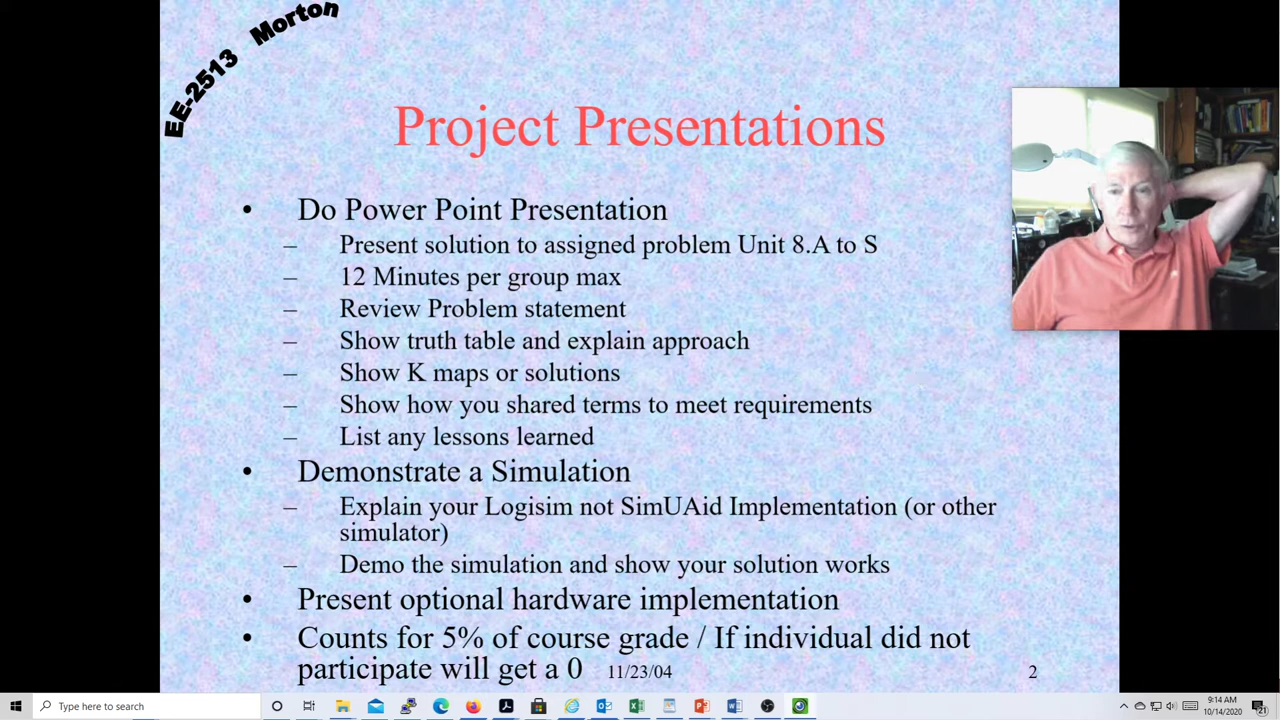 EE-2513 Morton
Project Presentations
• Do Power Point Presentation
– Present solution to assigned problem Unit 8.A to S
– 12 Minutes per group max
– Review Problem statement
– Show truth table and explain approach
– Show K maps or solutions
– Show how you shared terms to meet requirements
– List any lessons learned
• Demonstrate a Simulation
– Explain your Logisim not SimUAid Implementation (or other
simulator)
– Demo the simulation and show your solution works
• Present optional hardware implementation
• Counts for 5% of course grade / If individual did not
participate will get a 0
11/23/04
2
Type here to search
9:14 AM
10/14/2020
21